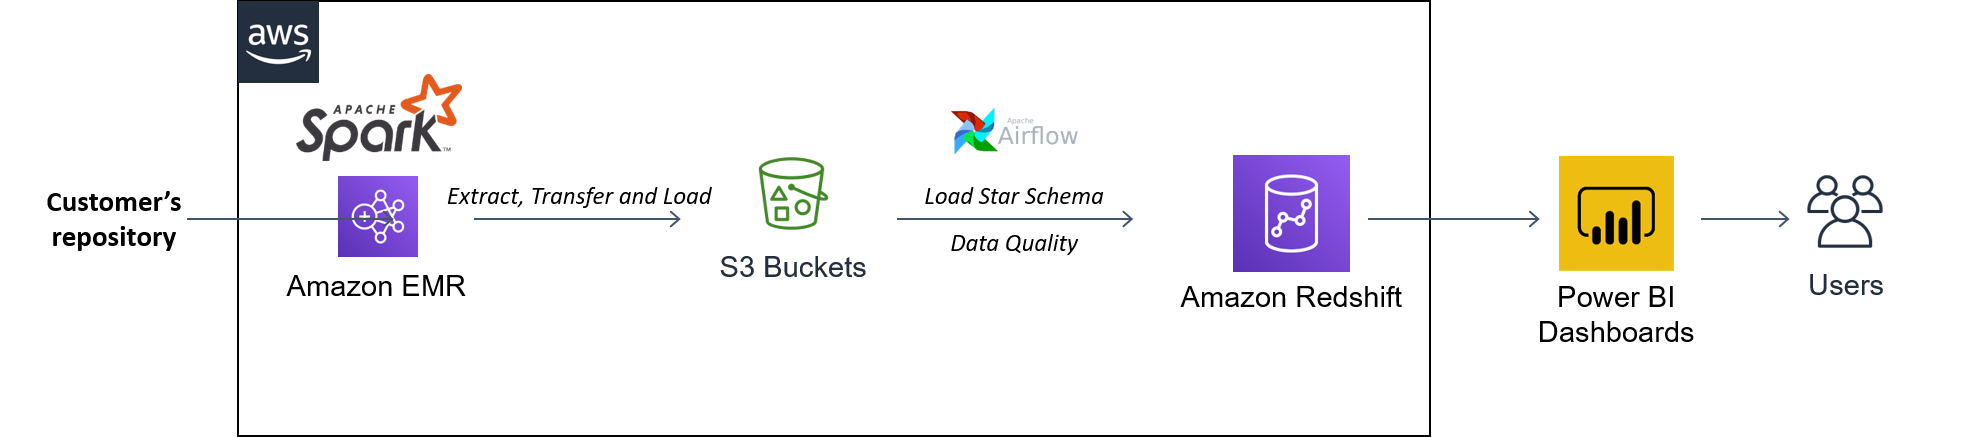 aws
APACHE
Spark™
Apache
Airflow
Customer’s
repository
Extract, Transfer and Load
Load Star Schema
Data Quality
Amazon EMR
S3 Buckets
Amazon Redshift
Power BI
Dashboards
Users